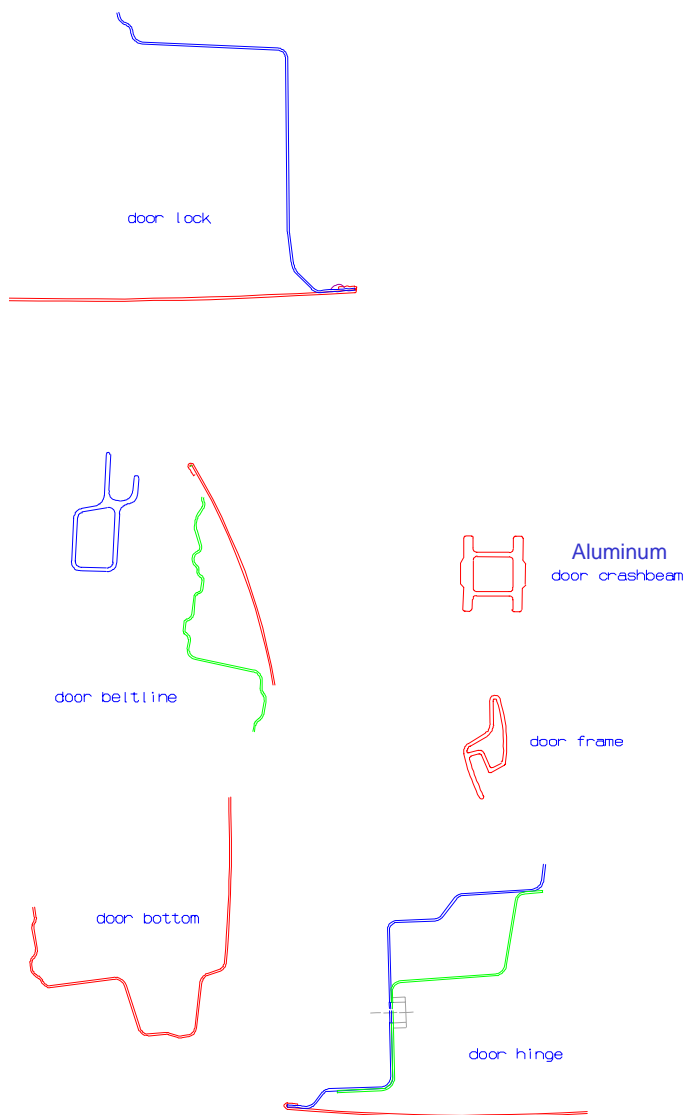 door lock
Aluminum
door crashbeam
door beltline
door frame
door bottom
door hinge